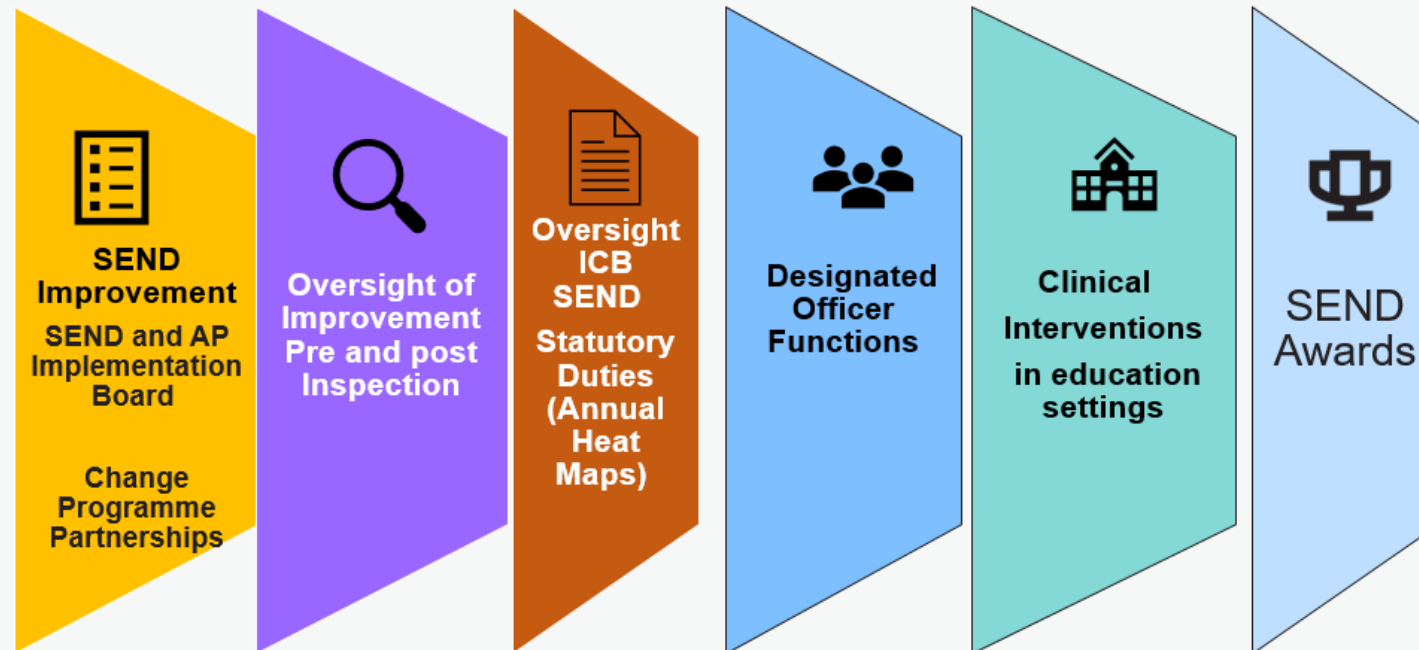 SEND
Improvement
SEND and AP
Implementation
Board
Change
Programme
Partnerships
Oversight of
Improvement
Pre and post
Inspection
Oversight
ICB
SEND
Statutory
Duties
(Annual
Heat
Maps)
Designated
Officer
Functions
Clinical
Interventions
in education
settings
SEND
Awards